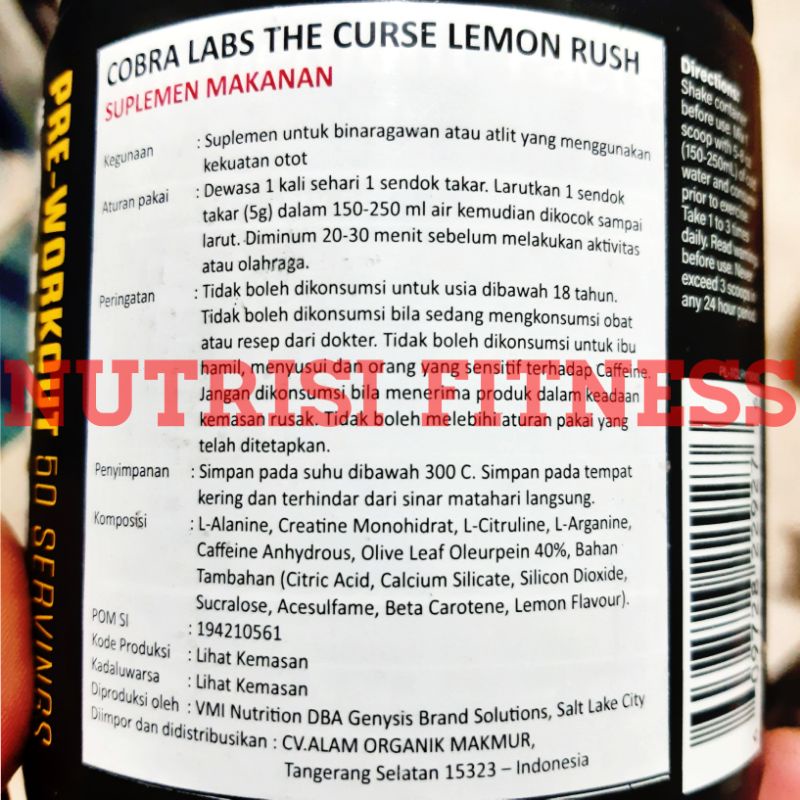 COBRA LABS THE CURSE LEMON RUSH
SUPLEMEN MAKANAN
Kegunaan : Suplemen untuk binaragawan atau atlit yang menggunakan
kekuatan otot
Aturan pakai : Dewasa 1 kali sehari 1 sendok takar. Larutkan 1 sendok
takar (5g) dalam 150-250 ml air kemudian dikocok sampai
larut. Diminum 20-30 menit sebelum melakukan aktivitas
atau olahraga.
Peringatan : Tidak boleh dikonsumsi untuk usia dibawah 18 tahun.
Tidak boleh dikonsumsi bila sedang mengkonsumsi obat
atau resep dari dokter. Tidak boleh dikonsumsi untuk ibu
hamil, menyusui dan orang yang sensitif terhadap Caffeine.
Jangan dikonsumsi bila menerima produk dalam keadaan
kemasan rusak. Tidak boleh melebihi aturan pakai yang
telah ditetapkan.
Penyimpanan : Simpan pada suhu dibawah 300 C. Simpan pada tempat
kering dan terhindar dari sinar matahari langsung.
Komposisi : L-Alanine, Creatine Monohidrat, L-Citruline, L-Arganine,
Caffeine Anhydrous, Olive Leaf Oleurpein 40%, Bahan
Tambahan (Citric Acid, Calcium Silicate, Silicon Dioxide,
Sucralose, Acesulfame, Beta Carotene, Lemon Flavour).
POM SI : 194210561
Kode Produksi : Lihat Kemasan
Kadaluwarsa : Lihat Kemasan
Diproduksi oleh : VMI Nutrition DBA Genysis Brand Solutions, Salt Lake City
Diimpor dan didistribusikan : CV.ALAM ORGANIK MAKMUR,
Tangerang Selatan 15323 – Indonesia
PRE-WORKOUT 50 SERVINGS
NUTRISI FITNESS
Directions:
Shake container
before use. Mix 1
scoop with
(150-250mL) of
water and consume
prior to exercise
Take 1 to 3 times
daily. Read warning
before use. Never
exceed 3 scoops in
any 24 hour period